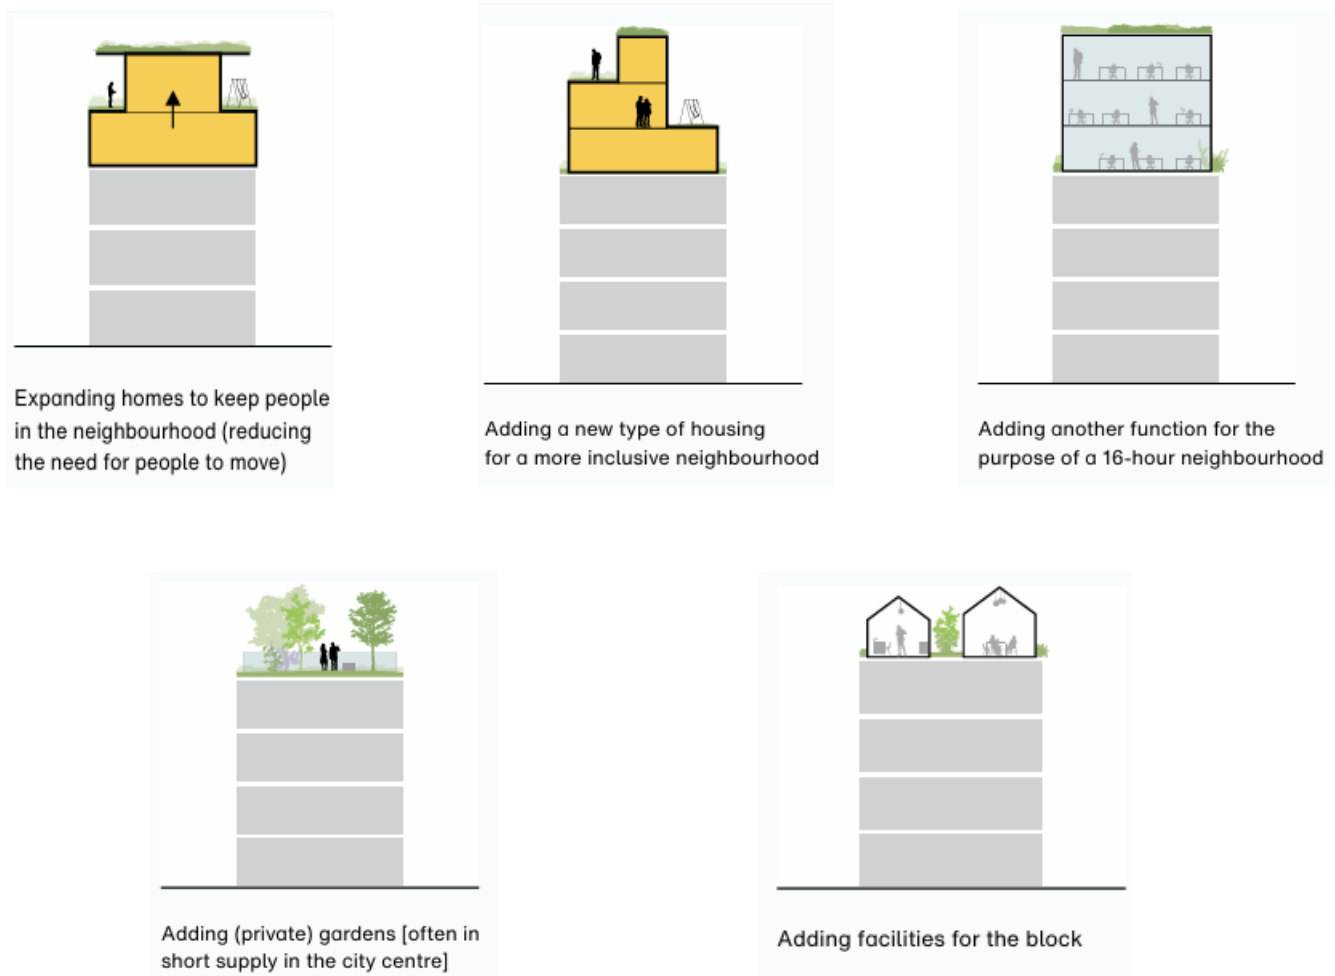 Expanding homes to keep people
in the neighbourhood (reducing
the need for people to move)
Adding a new type of housing
for a more inclusive neighbourhood
Adding another function for the
purpose of a 16-hour neighbourhood
Adding (private) gardens [often in
short supply in the city centre]
Adding facilities for the block